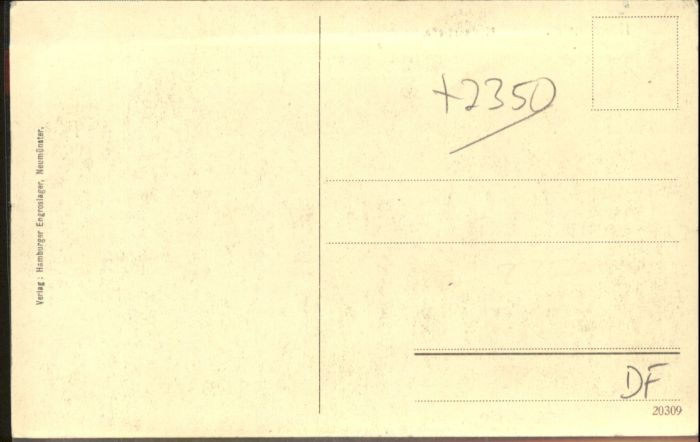 Verlag: Hamburger Engroslager, Neumünster,
+2350
DF
20309